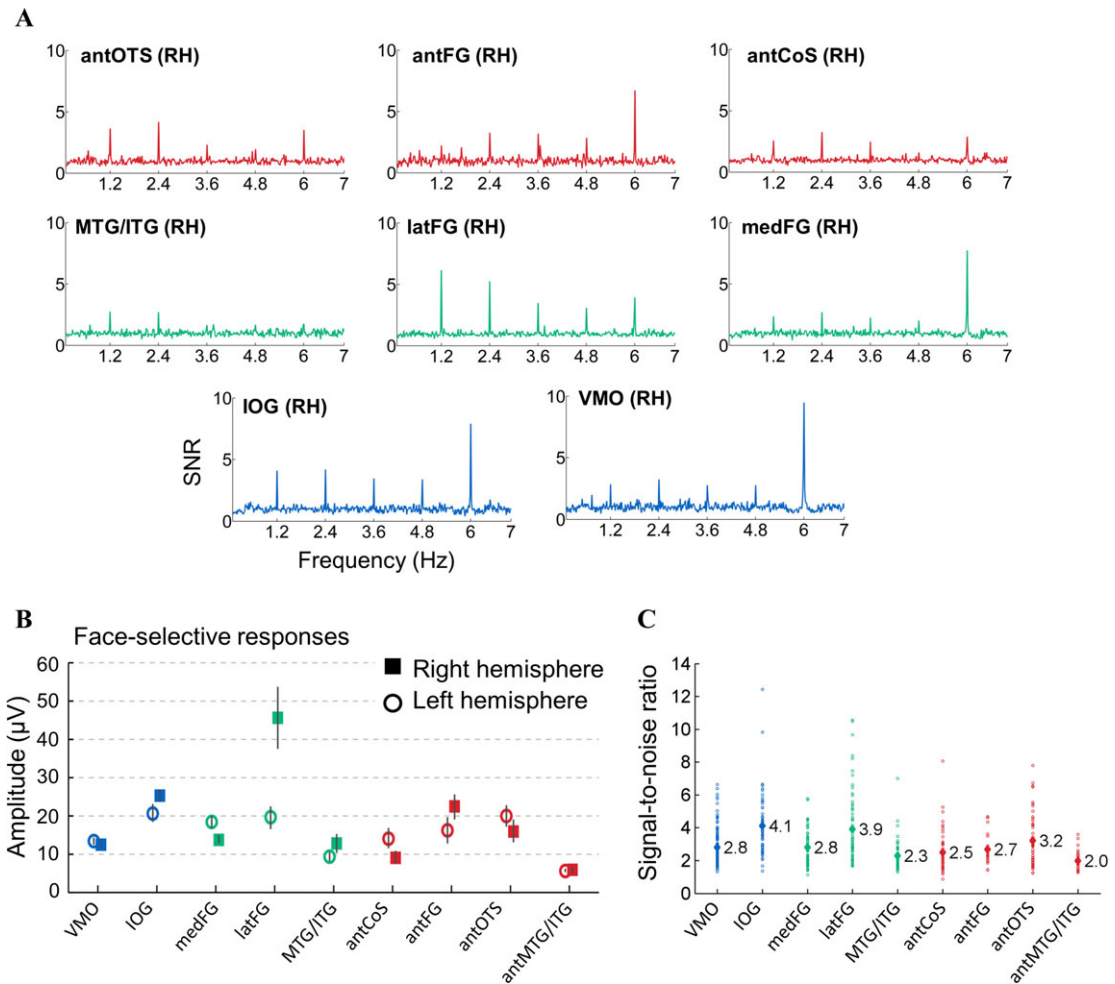 A
antOTS (RH)
10
5
0
1.2 2.4 3.6 4.8 6 7
antFG (RH)
10
5
0
1.2 2.4 3.6 4.8 6 7
antCoS (RH)
10
5
0
1.2 2.4 3.6 4.8 6 7
MTG/ITG (RH)
10
5
0
1.2 2.4 3.6 4.8 6 7
latFG (RH)
10
5
0
1.2 2.4 3.6 4.8 6 7
medFG (RH)
10
5
0
1.2 2.4 3.6 4.8 6 7
IOG (RH)
10
5
0
SNR
1.2 2.4 3.6 4.8 6 7
Frequency (Hz)
VMO (RH)
10
5
0
1.2 2.4 3.6 4.8 6 7
B
Face-selective responses
Right hemisphere
Left hemisphere
Amplitude (µV)
60
50
40
30
20
10
0
VMO IOG medFG latFG MTG/ITG antCoS antFG antOTS antMTG/ITG
C
Signal-to-noise ratio
14
12
10
8
6
4
2
0
2.8 4.1 2.8 3.9 2.3 2.5 2.7 3.2 2.0
VMO IOG medFG latFG MTG/ITG antCoS antFG antOTS antMTG/ITG